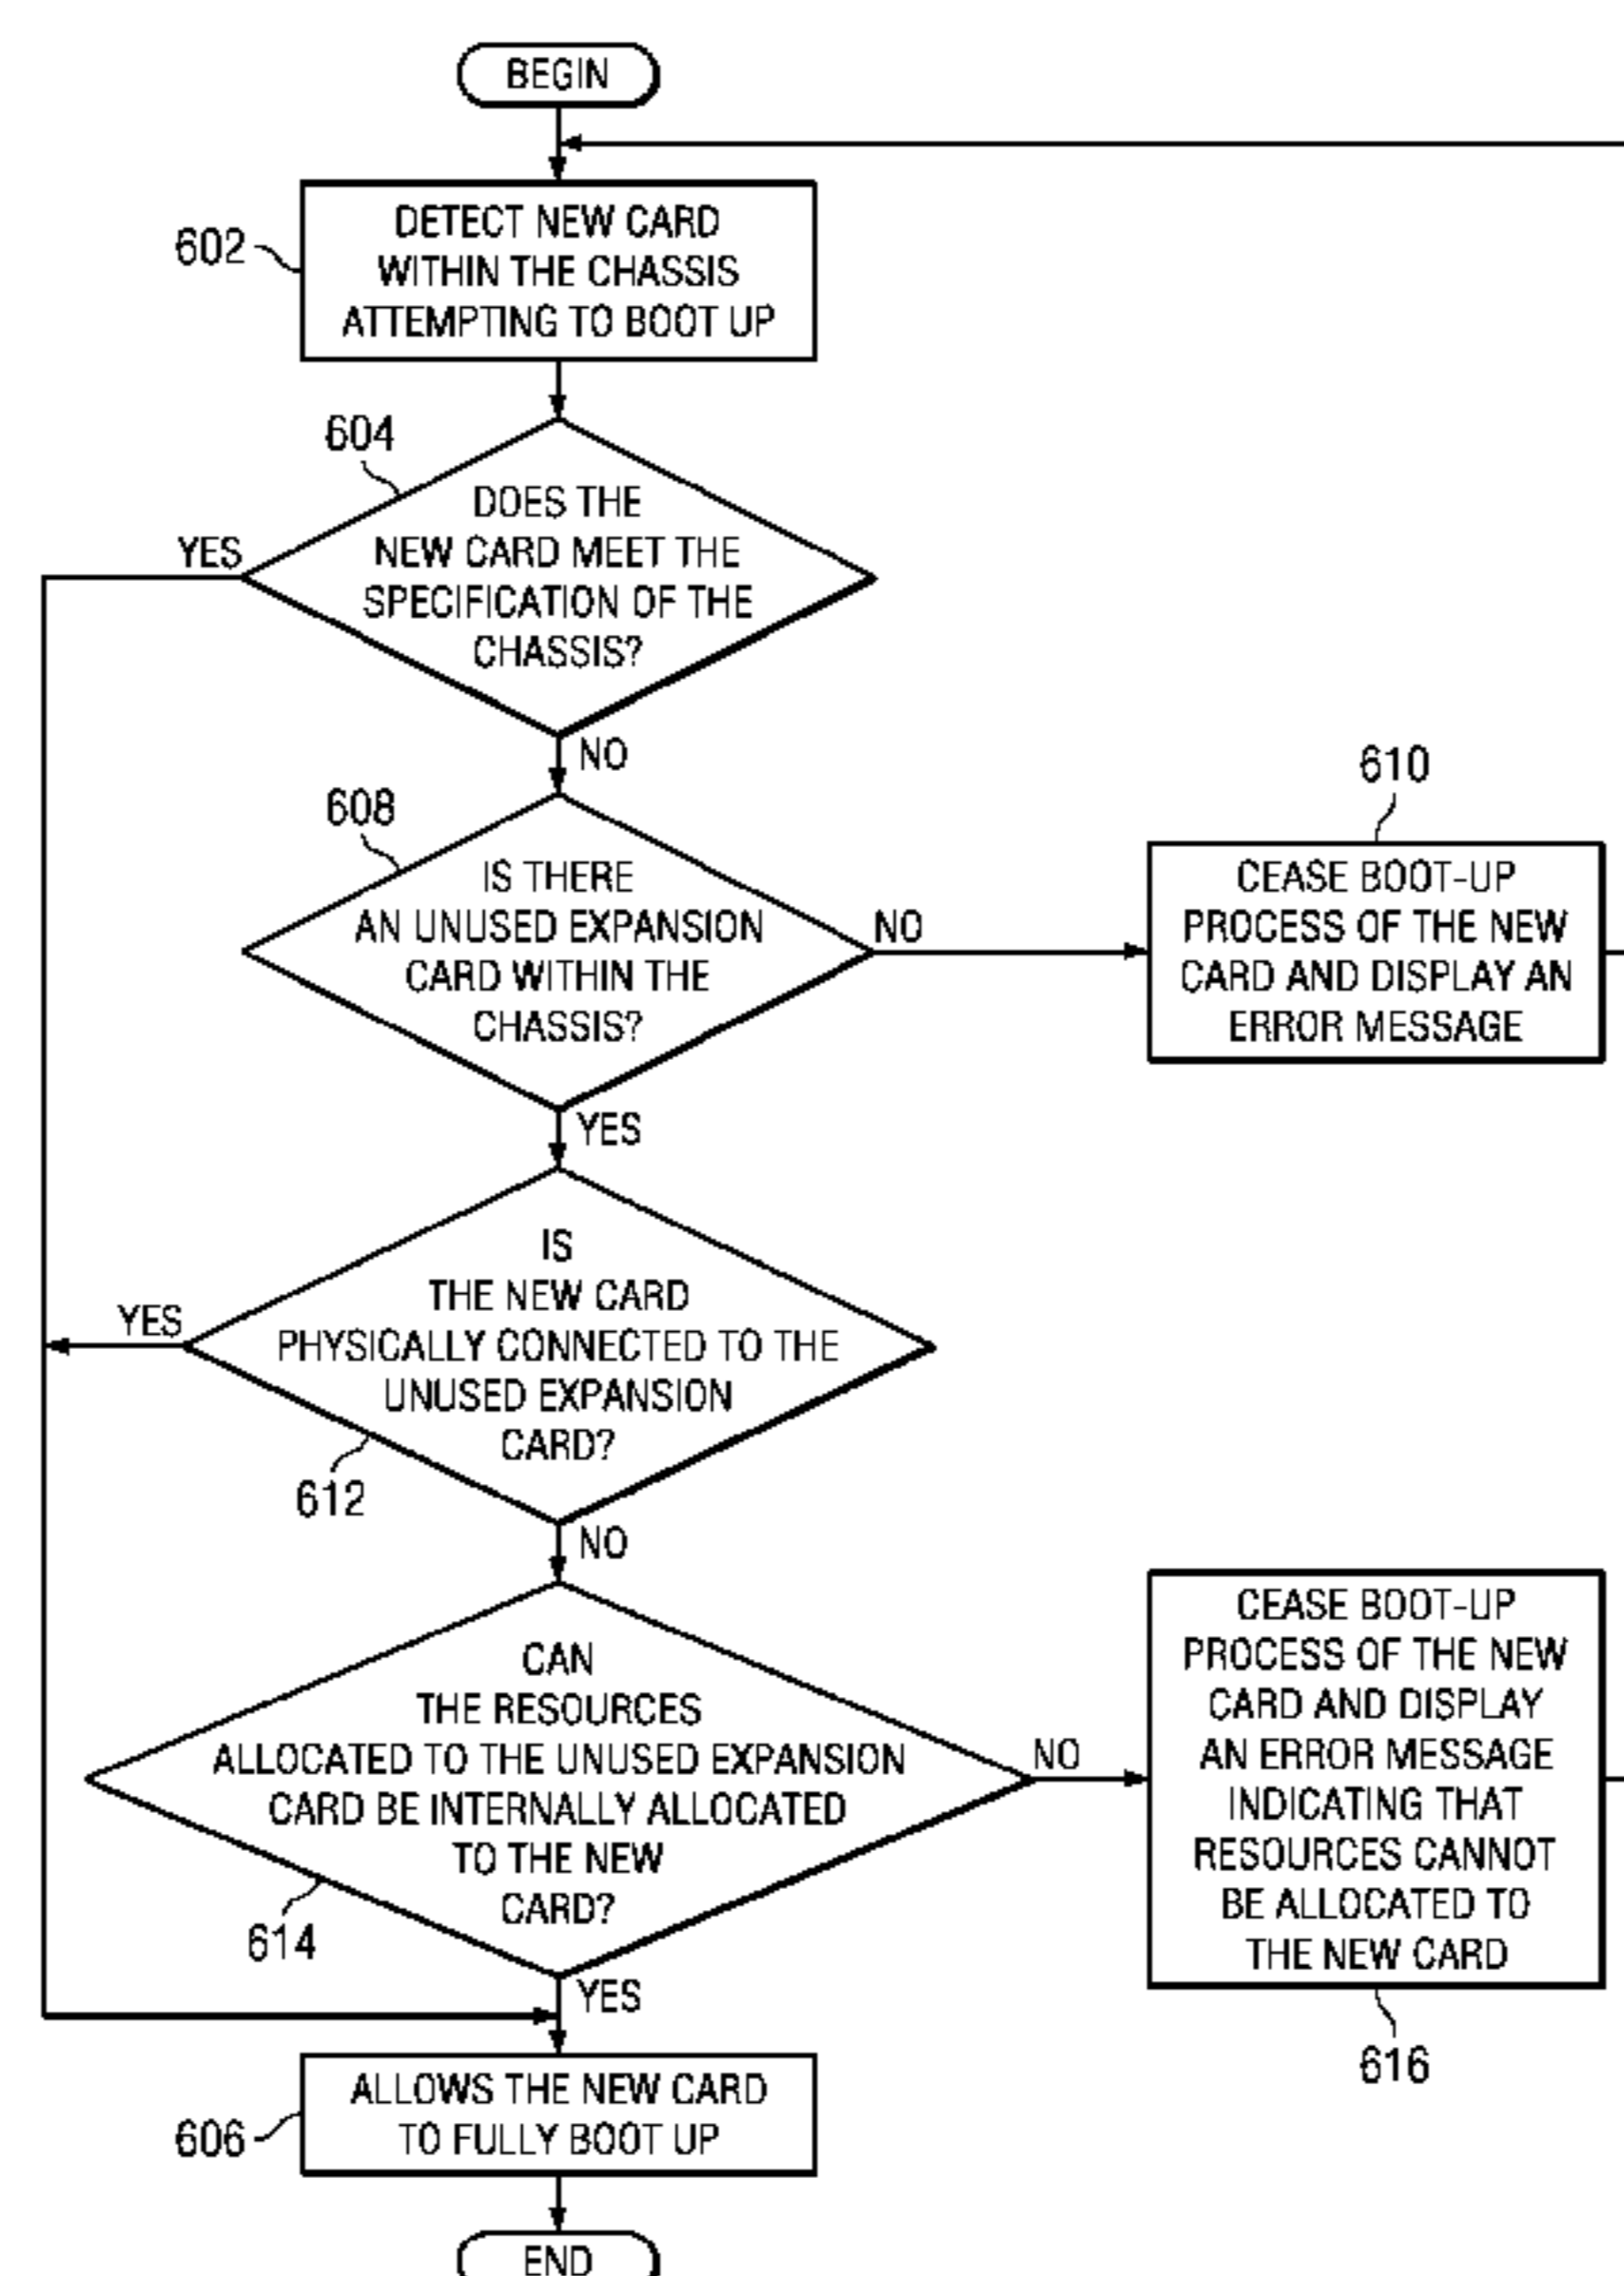 BEGIN
602
DETECT NEW CARD
WITHIN THE CHASSIS
ATTEMPTING TO BOOT UP
604
DOES THE
NEW CARD MEET THE
SPECIFICATION OF THE
CHASSIS?
YES
NO
608
IS THERE
AN UNUSED EXPANSION
CARD WITHIN THE
CHASSIS?
NO
610
CEASE BOOT-UP
PROCESS OF THE NEW
CARD AND DISPLAY AN
ERROR MESSAGE
YES
IS
THE NEW CARD
PHYSICALLY CONNECTED TO THE
UNUSED EXPANSION
CARD?
YES
612
NO
CAN
THE RESOURCES
ALLOCATED TO THE UNUSED EXPANSION
CARD BE INTERNALLY ALLOCATED
TO THE NEW
CARD?
614
NO
CEASE BOOT-UP
PROCESS OF THE NEW
CARD AND DISPLAY
AN ERROR MESSAGE
INDICATING THAT
RESOURCES CANNOT
BE ALLOCATED TO
THE NEW CARD
616
YES
606
ALLOWS THE NEW CARD
TO FULLY BOOT UP
END